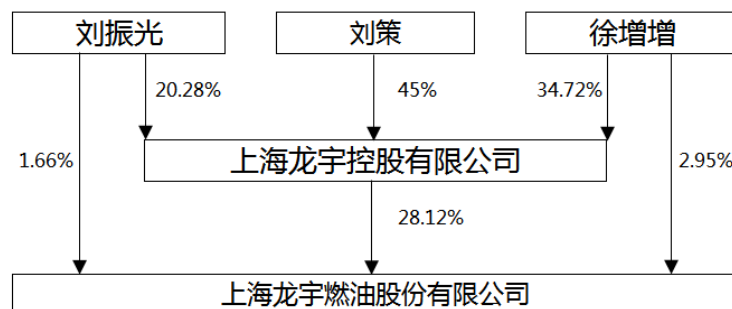 刘振光
刘策
徐增增
20.28%
45%
34.72%
1.66%
上海龙宇控股有限公司
2.95%
28.12%
上海龙宇燃油股份有限公司